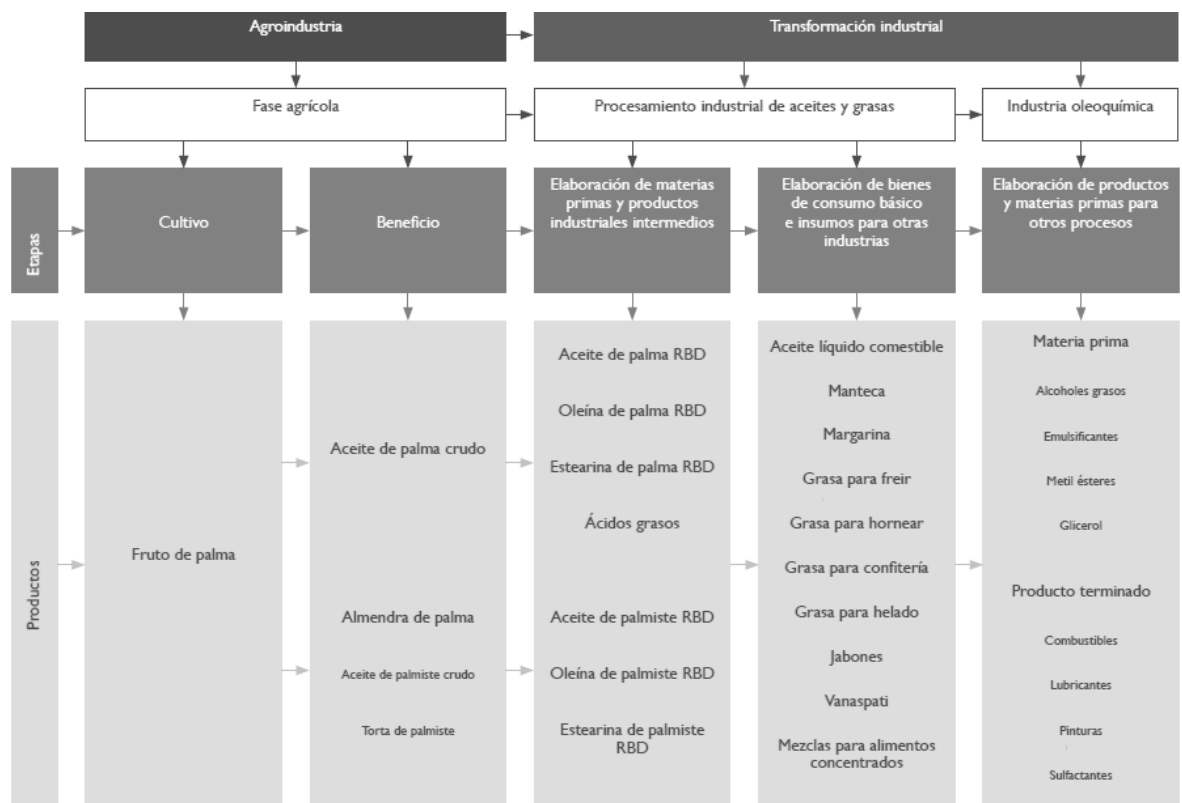 Agroindustria
Transformación industrial
Fase agrícola
Procesamiento industrial de aceites y grasas
Industria oleoquímica
Etapas
Cultivo
Beneficio
Elaboración de materias
primas y productos
industriales intermedios
Elaboración de bienes
de consumo básico
e insumos para otras
industrias
Elaboración de productos
y materias primas para
otros procesos
Productos
Fruto de palma
Aceite de palma crudo
Almendra de palma
Aceite de palmiste crudo
Torta de palmiste
Aceite de palma RBD
Oleína de palma RBD
Estearina de palma RBD
Ácidos grasos
Aceite de palmiste RBD
Oleína de palmiste RBD
Estearina de palmiste
RBD
Aceite líquido comestible
Manteca
Margarina
Grasa para freir
Grasa para hornear
Grasa para confitería
Grasa para helado
Jabones
Vanaspati
Mezclas para alimentos
concentrados
Materia prima
Alcoholes grasos
Emulsificantes
Metil ésteres
Glicerol
Producto terminado
Combustibles
Lubricantes
Pinturas
Sulfactantes